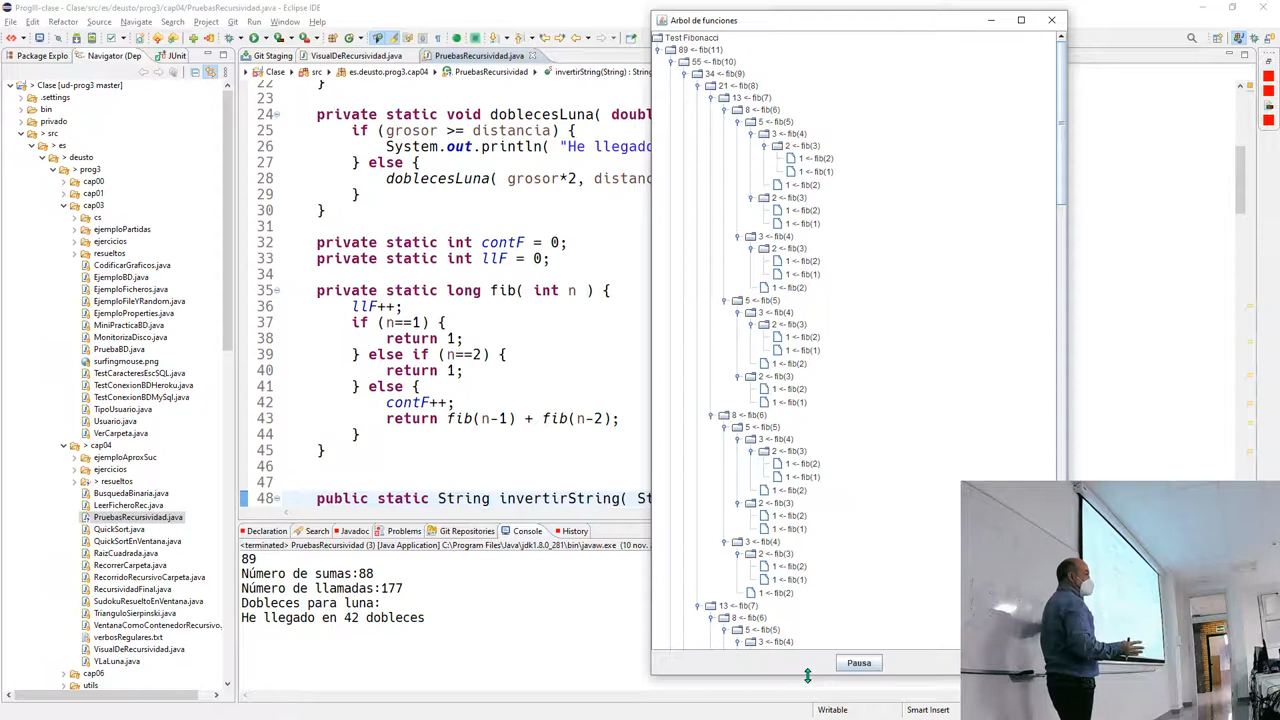 ProgIII-clase - Clase/src/es/deusto/prog3/cap04/PruebasRecursividad.java - Eclipse IDE
File Edit Source Refactor Navigate Search Project Git Run Window Help
Package Explo
Navigator (Dep
JUnit
Clase [ud-prog3 master]
.settings
bin
privado
src
es
deusto
prog3
cap00
cap01
cap03
cs
ejemploPartidas
ejercicios
resueltos
CodificarGraficos.java
EjemploBD.java
EjemploFicheros.java
EjemploFileYRandom.java
EjemploProperties.java
MiniPracticaBD.java
MonitorizaDisco.java
PruebaBD.java
surfingmouse.png
TestCaracteresEscSQL.java
TestConexionBDHeroku.java
TestConexionBDMySql.java
TipoUsuario.java
Usuario.java
VerCarpeta.java
cap04
ejemploAproxSuc
ejercicios
resueltos
BusquedaBinaria.java
LeerFicheroRec.java
PruebasRecursividad.java
QuickSort.java
QuickSortEnVentana.java
RaizCuadrada.java
RecorrerCarpeta.java
RecorridoRecursivoCarpeta.java
RecursividadFinal.java
SudokuResueltoEnVentana.java
TrianguloSierpinski.java
VentanaComoContenedorRecursivo.
verbosRegulares.txt
VisualDeRecursividad.java
YLaLuna.java
cap06
utils
Git Staging
VisualDeRecursividad.java
PruebasRecursividad.java
Clase src es.deusto.prog3.cap04 PruebasRecursividad invertirString(String) : String
22 }
23
24 private static void doblecesLuna( doubl
25 if (grosor >= distancia) {
26 System.out.println( "He llegado
27 } else {
28 doblecesLuna( grosor*2, distanc
29 }
30 }
31
32 private static int contF = 0;
33 private static int llF = 0;
34
35 private static long fib( int n ) {
36 llF++;
37 if (n==1) {
38 return 1;
39 } else if (n==2) {
40 return 1;
41 } else {
42 contF++;
43 return fib(n-1) + fib(n-2);
44 }
45 }
46
47
48 public static String invertirString( St
Declaration Search Javadoc Problems Git Repositories Console History
<terminated> PruebasRecursividad (3) [Java Application] C:\Program Files\Java\jdk1.8.0_281\bin\javaw.exe (10 nov.
89
Número de sumas:88
Número de llamadas:177
Dobleces para luna:
He llegado en 42 dobleces
Arbol de funciones
Test Fibonacci
89 <- fib(11)
55 <- fib(10)
34 <- fib(9)
21 <- fib(8)
13 <- fib(7)
8 <- fib(6)
5 <- fib(5)
3 <- fib(4)
2 <- fib(3)
1 <- fib(2)
1 <- fib(1)
1 <- fib(2)
2 <- fib(3)
1 <- fib(2)
1 <- fib(1)
3 <- fib(4)
2 <- fib(3)
1 <- fib(2)
1 <- fib(1)
1 <- fib(2)
5 <- fib(5)
3 <- fib(4)
2 <- fib(3)
1 <- fib(2)
1 <- fib(1)
1 <- fib(2)
2 <- fib(3)
1 <- fib(2)
1 <- fib(1)
8 <- fib(6)
5 <- fib(5)
3 <- fib(4)
2 <- fib(3)
1 <- fib(2)
1 <- fib(1)
1 <- fib(2)
2 <- fib(3)
1 <- fib(2)
1 <- fib(1)
3 <- fib(4)
2 <- fib(3)
1 <- fib(2)
1 <- fib(1)
1 <- fib(2)
13 <- fib(7)
8 <- fib(6)
5 <- fib(5)
3 <- fib(4)
Pausa
Writable
Smart Insert